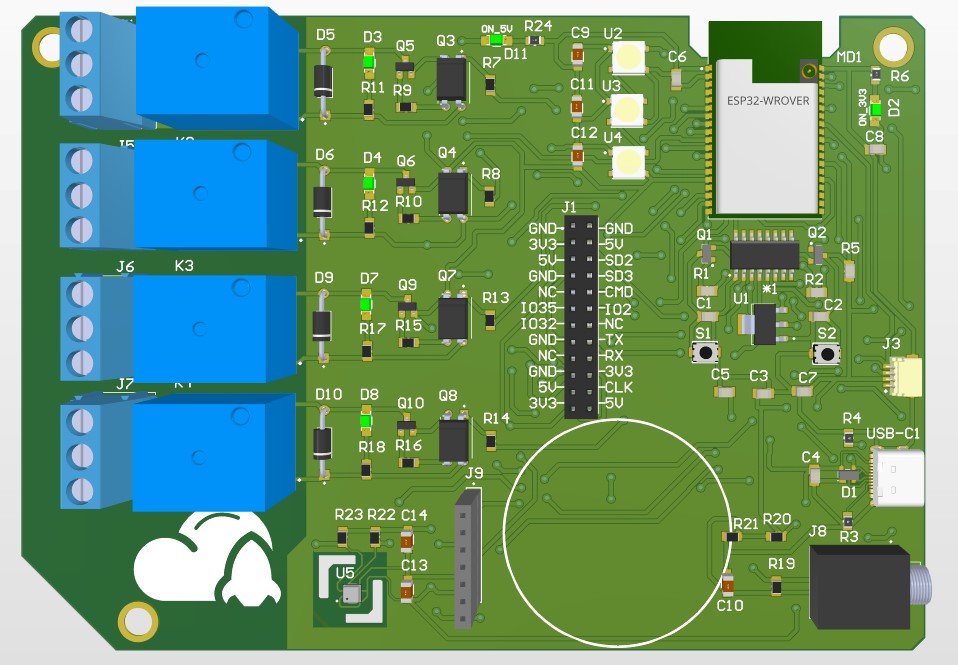 ON_5V
R24
D5
D3
Q5
Q3
D11
C9
U2
C6
MD1
R6
R11
R9
R7
C11
U3
ESP32-WROVER
ON_3V3
D2
C12
U4
C8
D6
D4
Q6
Q4
R8
R12
R10
J1
GND
3V3
5V
GND
NC
IO35
IO32
GND
NC
GND
5V
3V3
GND
5V
SD2
SD3
CMD
IO2
NC
TX
RX
3V3
CLK
5V
Q1
Q2
R5
R1
*1
R2
C1
U1
C2
S1
S2
J6
K3
D9
D7
Q9
Q7
R13
R17
R15
J3
C5
C3
C7
J7
D10
D8
Q10
Q8
R14
R18
R16
R4
USB-C1
C4
D1
R3
J9
R23
R22
C14
U5
C13
R21
R20
J8
R19
C10